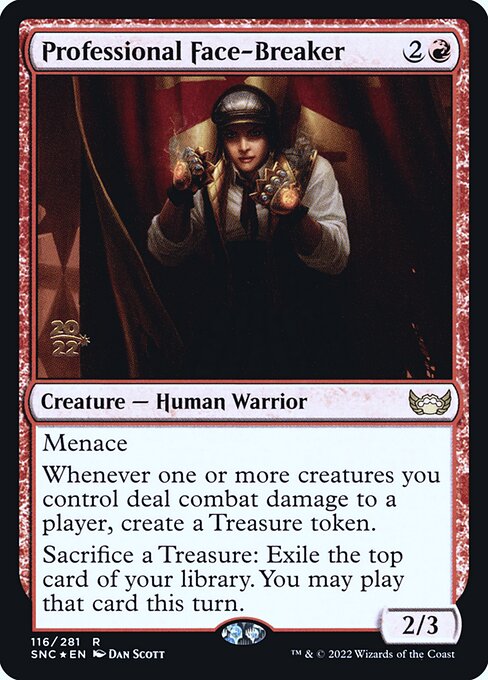 Professional Face-Breaker 2
20
22
Creature — Human Warrior
Menace
Whenever one or more creatures you
control deal combat damage to a
player, create a Treasure token.
Sacrifice a Treasure: Exile the top
card of your library. You may play
that card this turn.
2/3
116/281 R
SNC ★ EN Dan Scott
™ & © 2022 Wizards of the Coast